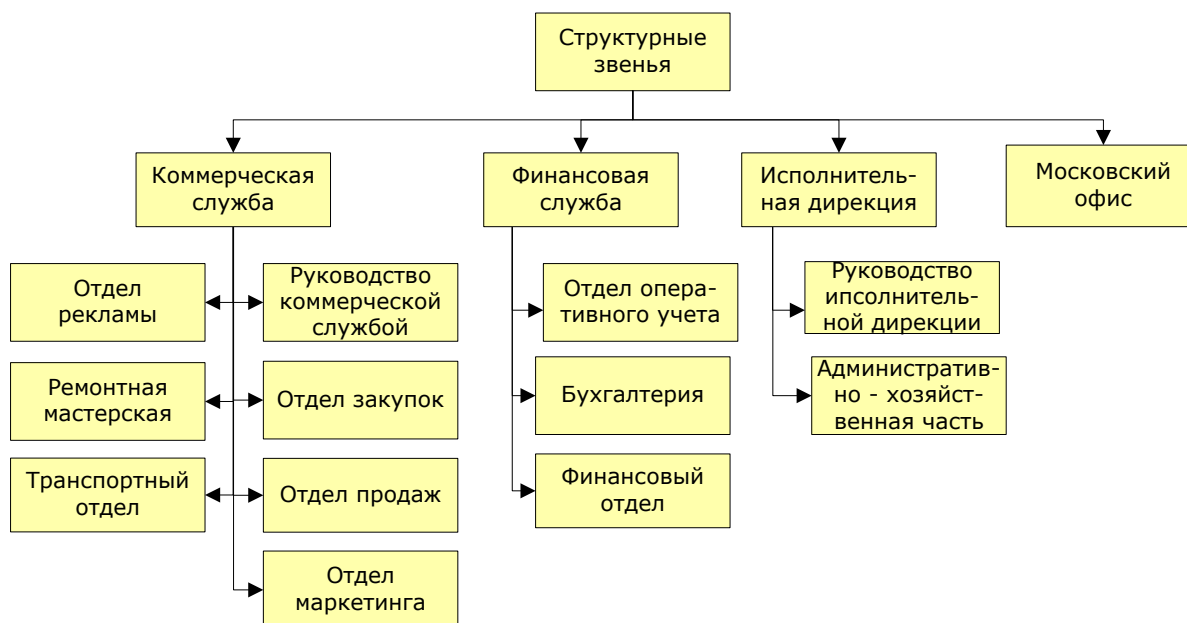 Структурные
звенья
Коммерческая
служба
Финансовая
служба
Исполнитель-
ная дирекция
Московский
офис
Отдел
рекламы
Руководство
коммерческой
службой
Ремонтная
мастерская
Отдел закупок
Транспортный
отдел
Отдел продаж
Отдел
маркетинга
Отдел опера-
тивного учета
Бухгалтерия
Финансовый
отдел
Руководство
ипсолнитель-
ной дирекции
Административ-
но - хозяйст-
венная часть